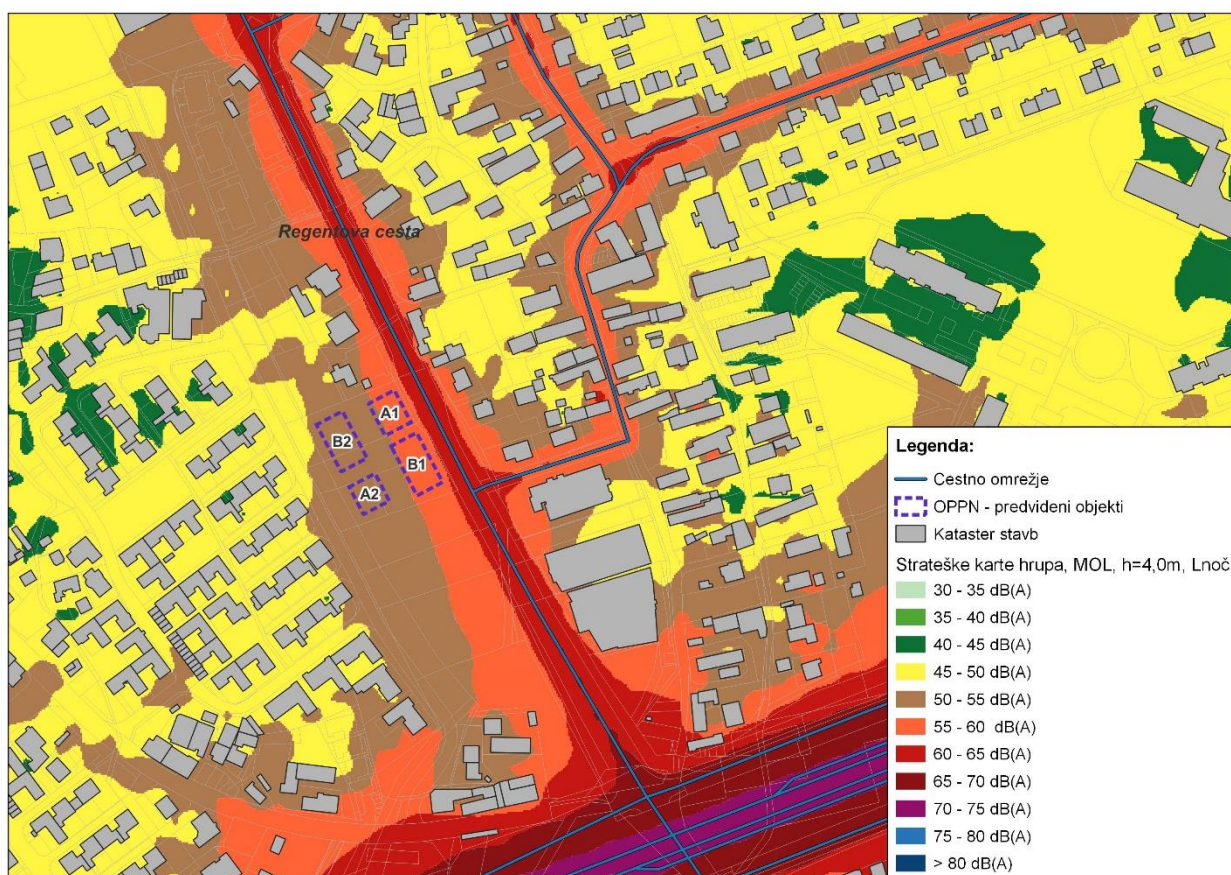 Regentova cesta
A1
B2
B1
A2
Legenda:
Cestno omrežje
OPPN - predvideni objekti
Kataster stavb
Strateške karte hrupa, MOL, h=4,0m, Lnoč
30 - 35 dB(A)
35 - 40 dB(A)
40 - 45 dB(A)
45 - 50 dB(A)
50 - 55 dB(A)
55 - 60 dB(A)
60 - 65 dB(A)
65 - 70 dB(A)
70 - 75 dB(A)
75 - 80 dB(A)
> 80 dB(A)